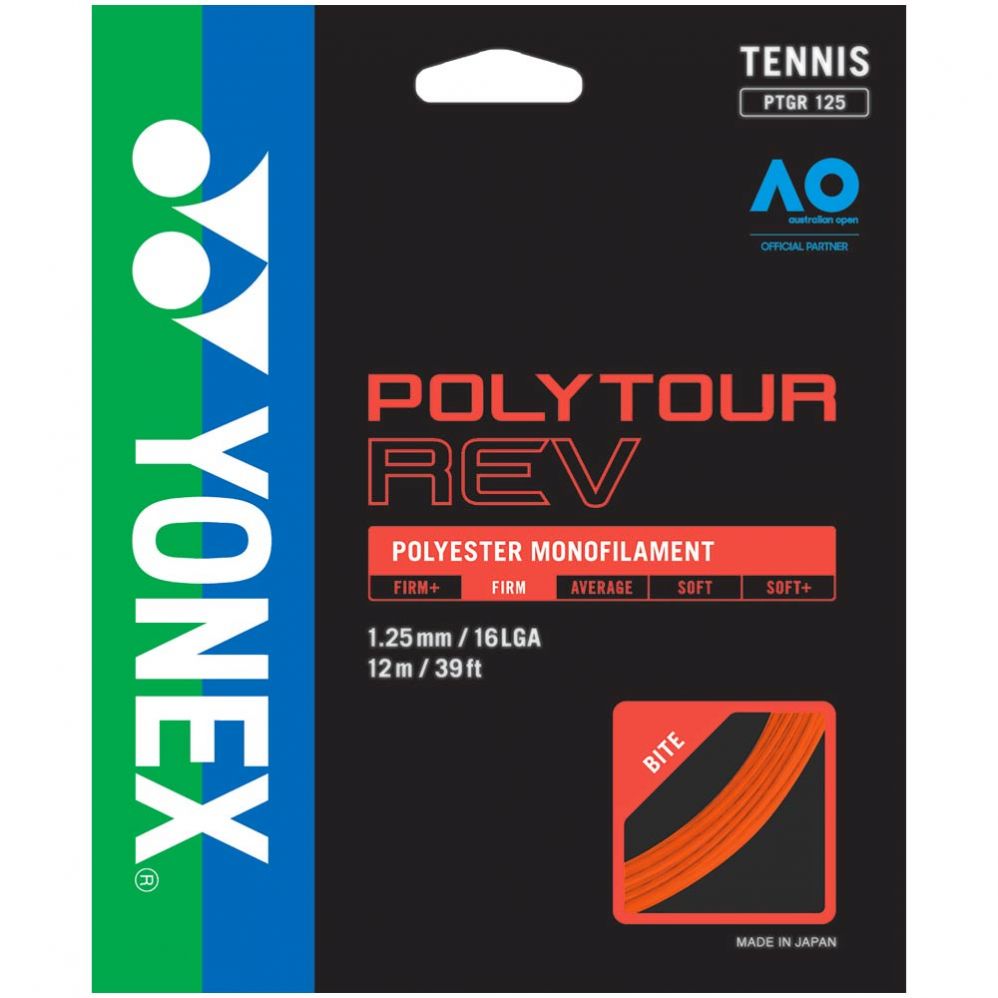 TENNIS
PTGR 125
AO
australian open
OFFICIAL PARTNER
YONEX®
POLYTOUR
REV
POLYESTER MONOFILAMENT
FIRM+ FIRM AVERAGE SOFT SOFT+
1.25mm / 16LGA
12m / 39ft
BITE
MADE IN JAPAN